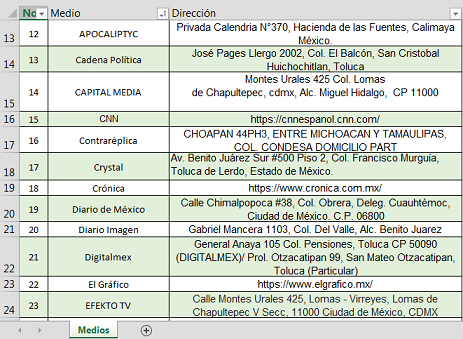 No Medio Dirección
13 12 APOCALIPTYC Privada Calendria N°370, Hacienda de las Fuentes, Calimaya
México.
14 13 Cadena Política José Pages Llergo 2002, Col. El Balcón, San Cristobal
Huichochitlan, Toluca
Montes Urales 425 Col. Lomas
15 14 CAPITAL MEDIA de Chapultepec, cdmx, Alc. Miguel Hidalgo, CP 11000
16 15 CNN https://cnnespanol.cnn.com/
17 16 Contraréplica CHOAPAN 44PH3, ENTRE MICHOACAN Y TAMAULIPAS,
COL. CONDESA DOMICILIO PART
18 17 Crystal Av. Benito Juárez Sur #500 Piso 2, Col. Francisco Murguía,
Toluca de Lerdo, Estado de México.
19 18 Crónica https://www.cronica.com.mx/
20 19 Diario de México Calle Chimalpopoca #38, Col. Obrera, Deleg. Cuauhtémoc,
Ciudad de México. C.P. 06800
21 20 Diario Imagen Gabriel Mancera 1103, Col. Del Valle, Alc. Benito Juarez
22 21 Digitalmex General Anaya 105 Col. Pensiones, Toluca CP 50090
(DIGITALMEX)/ Prol. Otzacatipan 99, San Mateo Otzacatipan,
Toluca (Particular)
23 22 El Gráfico https://www.elgrafico.mx/
24 23 EFEKTO TV Calle Montes Urales 425, Lomas - Virreyes, Lomas de
Chapultepec V Secc, 11000 Ciudad de México, CDMX
Medios